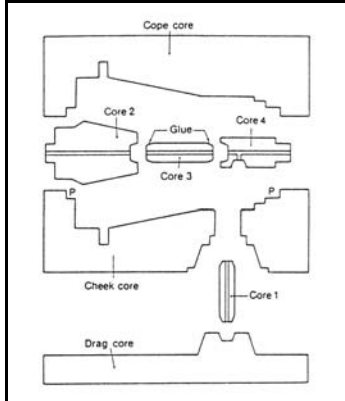 Cope core
Core 2
Glue
Core 4
Core 3
P
P
Cheek core
Core 1
Drag core